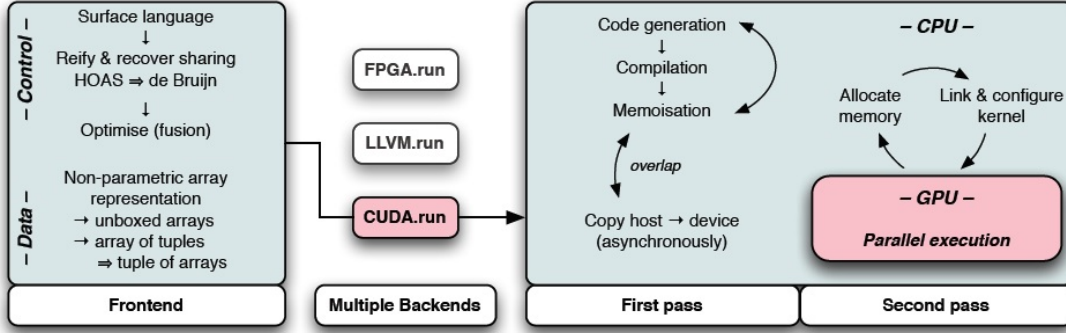 – Control –
Surface language
↓
Reify & recover sharing
HOAS ⇒ de Bruijn
↓
Optimise (fusion)
– Data –
Non-parametric array
representation
→ unboxed arrays
→ array of tuples
⇒ tuple of arrays
Frontend
FPGA.run
LLVM.run
CUDA.run
Multiple Backends
Code generation
↓
Compilation
↓
Memoisation
overlap
Copy host → device
(asynchronously)
First pass
– CPU –
Allocate
memory
Link & configure
kernel
– GPU –
Parallel execution
Second pass